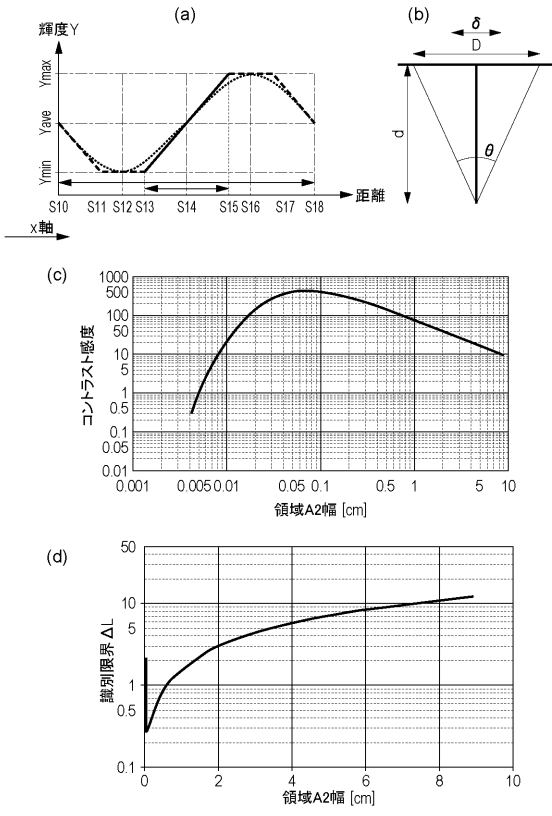 (a)
輝度Y
Ymax
Yave
Ymin
S10 S11 S12 S13 S14 S15 S16 S17 S18
距離
x軸
(b)
δ
D
d
θ
(c)
コントラスト感度
1000
500
100
50
10
5
1
0.5
0.1
0.05
0.01
0.001 0.005 0.01 0.05 0.1 0.5 1 5 10
領域A2幅 [cm]
(d)
識別限界 ΔL
50
10
5
1
0.5
0.1
0 2 4 6 8 10
領域A2幅 [cm]